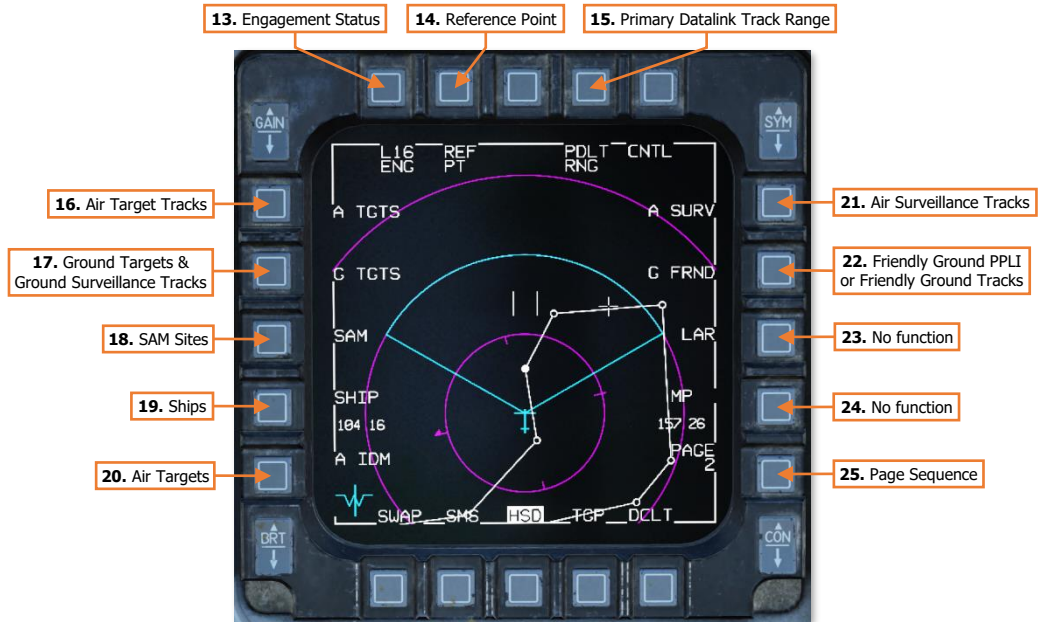 13. Engagement Status
14. Reference Point
15. Primary Datalink Track Range
GAIN
SYM
L16
ENG
REF
PT
PDLT
RNG
CNTL
16. Air Target Tracks
A TGTS
A SURV
21. Air Surveillance Tracks
17. Ground Targets &
Ground Surveillance Tracks
G TGTS
G FRND
22. Friendly Ground PPLI
or Friendly Ground Tracks
18. SAM Sites
SAM
LAR
23. No function
19. Ships
SHIP
MP
24. No function
104 16
157 26
20. Air Targets
A IDM
PAGE
2
25. Page Sequence
SWAP
SMS
HSD
TGP
DCLT
BRT
CON